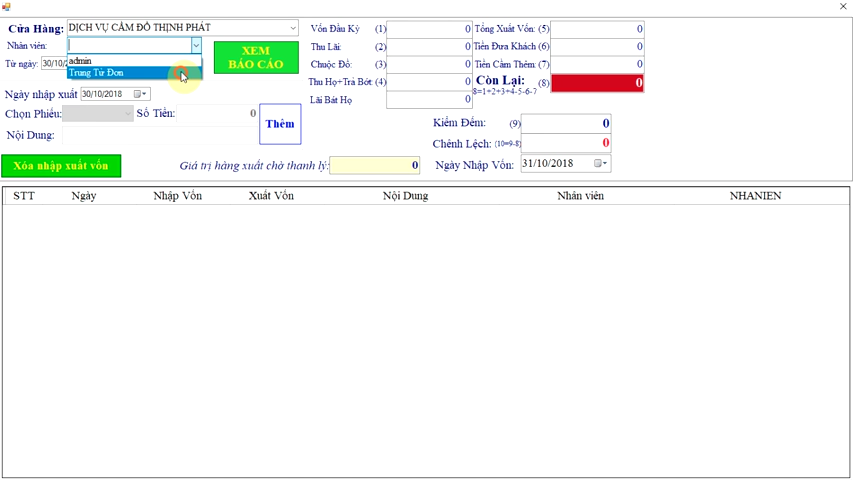 Cửa Hàng: DỊCH VỤ CẦM ĐỒ THỊNH PHÁT
Nhân viên:
admin
Trung Tử Đơn
Từ ngày: 30/10/2
XEM BÁO CÁO
Ngày nhập xuất 30/10/2018
Chọn Phiếu: Số Tiền: 0
Nội Dung:
Thêm
Vốn Đầu Kỳ (1) 0
Thu Lãi: (2) 0
Chuộc Đồ: (3) 0
Thu Họ+Trả Bớt: (4) 0
Lãi Bát Họ 0
Tổng Xuất Vốn: (5) 0
Tiền Đưa Khách (6) 0
Tiền Cầm Thêm: (7) 0
Còn Lại: (8) 0
8=1+2+3+4-5-6-7
Kiểm Đếm: (9) 0
Chênh Lệch: (10=9-8) 0
Ngày Nhập Vốn: 31/10/2018
Xóa nhập xuất vốn
Giá trị hàng xuất chờ thanh lý: 0
STT Ngày Nhập Vốn Xuất Vốn Nội Dung Nhân viên NHANIEN